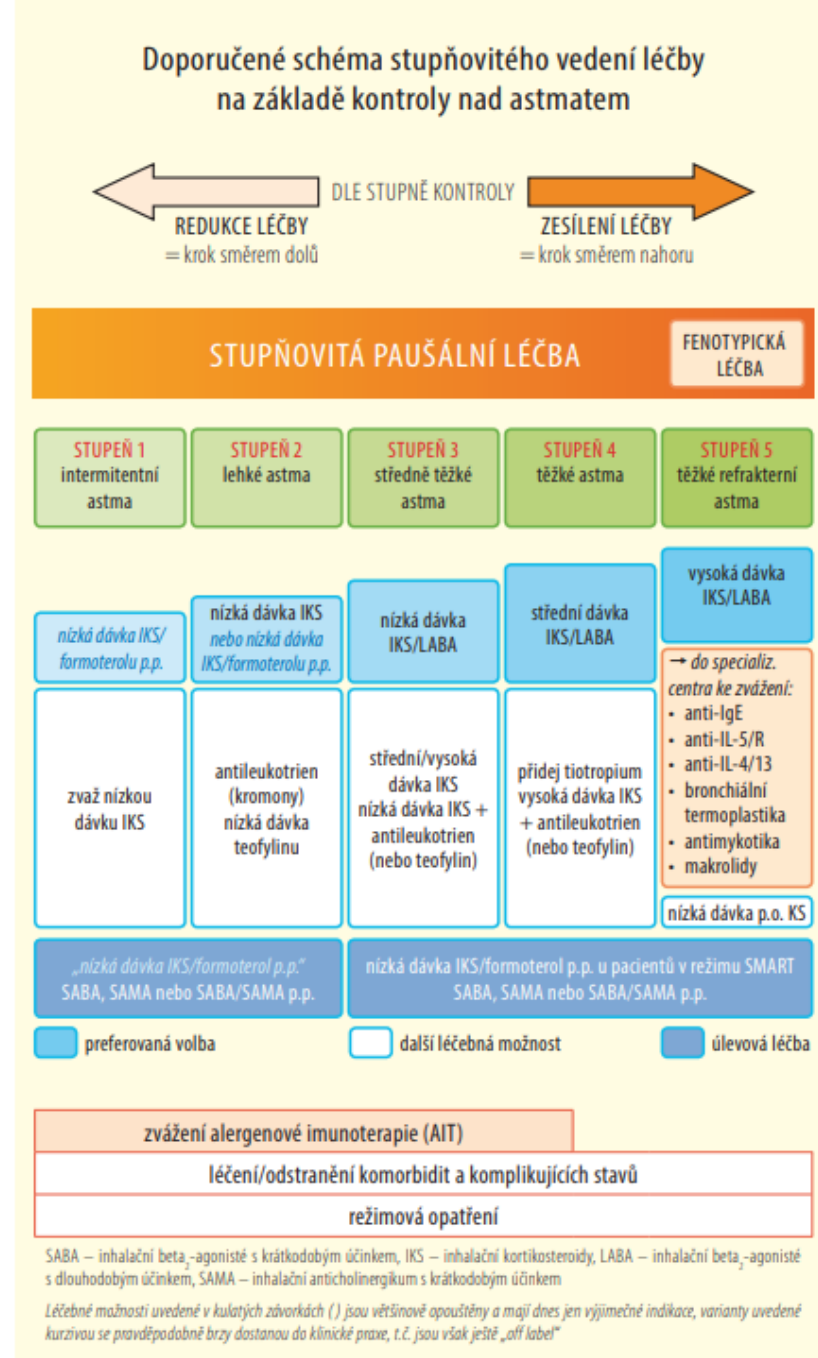 Doporučené schéma stupňovitého vedení léčby
na základě kontroly nad astmatem
DLE STUPNĚ KONTROLY
REDUKCE LÉČBY
= krok směrem dolů
ZESÍLENÍ LÉČBY
= krok směrem nahoru
STUPŇOVITÁ PAUŠÁLNÍ LÉČBA
FENOTYPICKÁ
LÉČBA
STUPEŇ 1
intermitentní
astma
STUPEŇ 2
lehké astma
STUPEŇ 3
středně těžké
astma
STUPEŇ 4
těžké astma
STUPEŇ 5
těžké refrakterní
astma
nízká dávka IKS/
formoterolu p.p.
nízká dávka IKS
nebo nízká dávka
IKS/formoterolu p.p.
nízká dávka
IKS/LABA
střední dávka
IKS/LABA
vysoká dávka
IKS/LABA
zvaž nízkou
dávku IKS
antileukotrien
(kromony)
nízká dávka
teofylinu
střední/vysoká
dávka IKS
nízká dávka IKS +
antileukotrien
(nebo teofylin)
přidej tiotropium
vysoká dávka IKS
+ antileukotrien
(nebo teofylin)
→ do specializ.
centra ke zvážení:
• anti-IgE
• anti-IL-5/R
• anti-IL-4/13
• bronchiální
termoplastika
• antimykotika
• makrolidy
nízká dávka p.o. KS
„nízká dávka IKS/formoterol p.p.“
SABA, SAMA nebo SABA/SAMA p.p.
nízká dávka IKS/formoterol p.p. u pacientů v režimu SMART
SABA, SAMA nebo SABA/SAMA p.p.
preferovaná volba
další léčebná možnost
úlevová léčba
zvážení alergenové imunoterapie (AIT)
léčení/odstranění komorbidit a komplikujících stavů
režimová opatření
SABA – inhalační beta₂-agonisté s krátkodobým účinkem, IKS – inhalační kortikosteroidy, LABA – inhalační beta₂-agonisté
s dlouhodobým účinkem, SAMA – inhalační anticholinergikum s krátkodobým účinkem
Léčebné možnosti uvedené v kulatých závorkách ( ) jsou většinově opouštěny a mají dnes jen výjimečné indikace, varianty uvedené
kurzivou se pravděpodobně brzy dostanou do klinické praxe, t.č. jsou však ještě „off label“